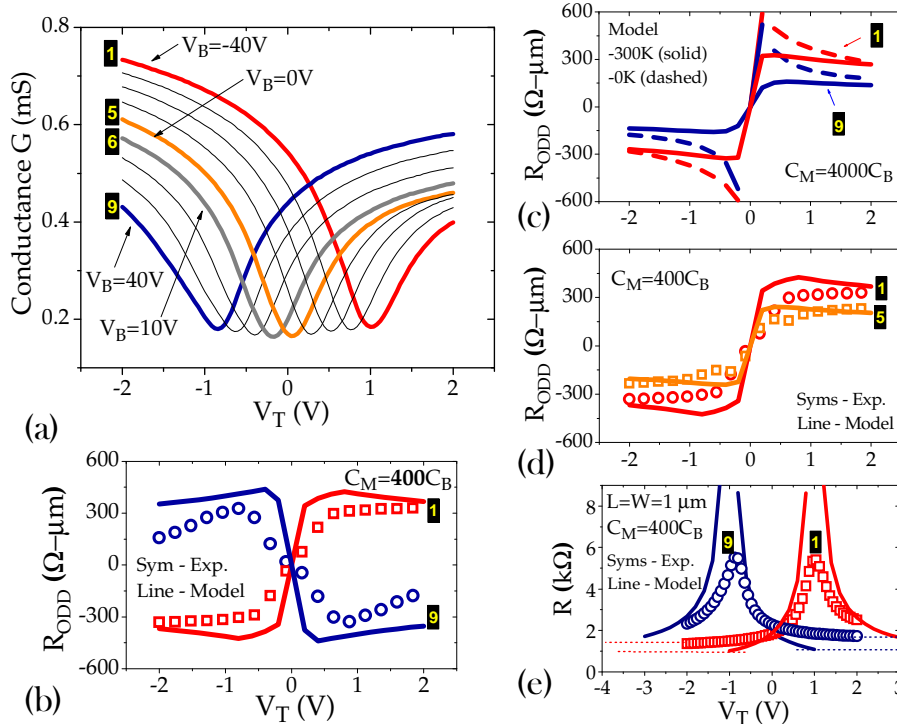 1
V_B=-40V
V_B=0V
5
6
9
V_B=40V
V_B=10V
0.8
0.6
0.4
0.2
Conductance G (mS)
-2 -1 0 1 2
V_T (V)
(a)
C_M=400C_B
600
300
0
-300
-600
R_ODD (Ω–μm)
1
Sym - Exp.
Line - Model
9
-2 -1 0 1 2
V_T (V)
(b)
600
300
0
-300
-600
R_ODD (Ω–μm)
Model
-300K (solid)
-0K (dashed)
1
9
C_M=4000C_B
-2 -1 0 1 2
(c)
600
300
0
-300
-600
R_ODD (Ω–μm)
C_M=400C_B
1
5
Syms - Exp.
Line - Model
-2 -1 0 1 2
V_T (V)
(d)
8
6
4
2
0
R (kΩ)
L=W=1 μm
C_M=400C_B
9
1
Syms - Exp.
Line - Model
-4 -3 -2 -1 0 1 2 3
V_T (V)
(e)